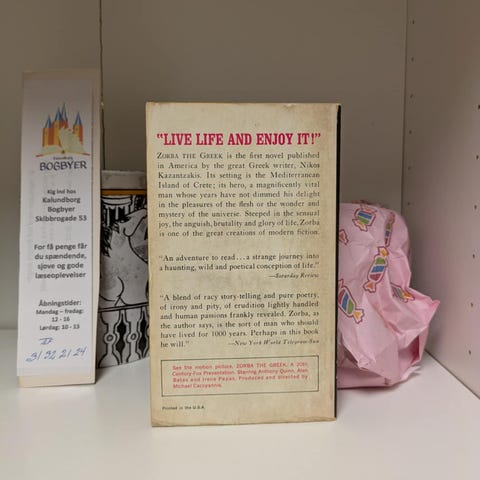 Kalundborg
BOGBYER
Kig ind hos
Kalundborg
Bogbyer
Skibbrogade 53
For få penge får
du spændende,
sjove og gode
læseoplevelser
Åbningstider:
Mandag – fredag:
12 - 16
Lørdag: 10 - 13
"LIVE LIFE AND ENJOY IT!"
ZORBA THE GREEK is the first novel published
in America by the great Greek writer, Nikos
Kazantzakis. Its setting is the Mediterranean
Island of Crete; its hero, a magnificently vital
man whose years have not dimmed his delight
in the pleasures of the flesh or the wonder and
mystery of the universe. Steeped in the sensual
joy, the anguish, brutality and glory of life, Zorba
is one of the great creations of modern fiction.
"An adventure to read . . . a strange journey into
a haunting, wild and poetical conception of life."
—Saturday Review
"A blend of racy story-telling and pure poetry,
of irony and pity, of erudition lightly handled
and human passions frankly revealed. Zorba, as
the author says, is the sort of man who should
have lived for 1000 years. Perhaps in this book
he will." —New York World Telegram-Sun
See the motion picture, ZORBA THE GREEK, A 20th
Century-Fox Presentation. Starring Anthony Quinn, Alan
Bates and Irene Papas. Produced and directed by
Michael Cacoyannis.
Printed in the U.S.A.